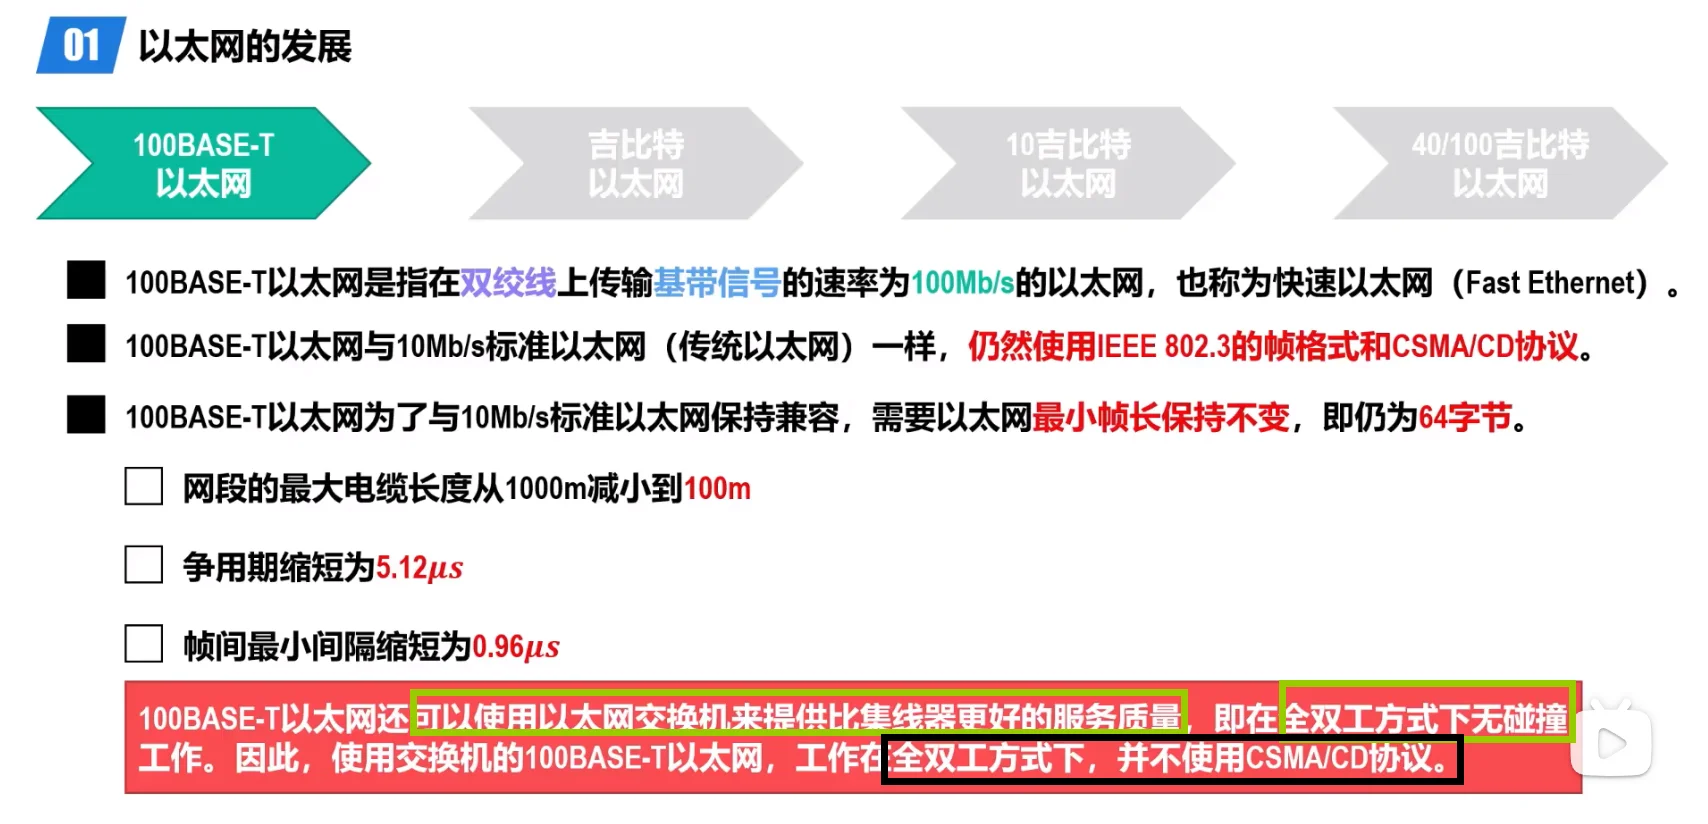 01 以太网的发展
100BASE-T
以太网
吉比特
以太网
10吉比特
以太网
40/100吉比特
以太网
100BASE-T以太网是指在双绞线上传输基带信号的速率为100Mb/s的以太网，也称为快速以太网（Fast Ethernet）。
100BASE-T以太网与10Mb/s标准以太网（传统以太网）一样，仍然使用IEEE 802.3的帧格式和CSMA/CD协议。
100BASE-T以太网为了与10Mb/s标准以太网保持兼容，需要以太网最小帧长保持不变，即仍为64字节。
网段的最大电缆长度从1000m减小到100m
争用期缩短为5.12μs
帧间最小间隔缩短为0.96μs
100BASE-T以太网还可以使用以太网交换机来提供比集线器更好的服务质量，即在全双工方式下无碰撞
工作。因此，使用交换机的100BASE-T以太网，工作在全双工方式下，并不使用CSMA/CD协议。